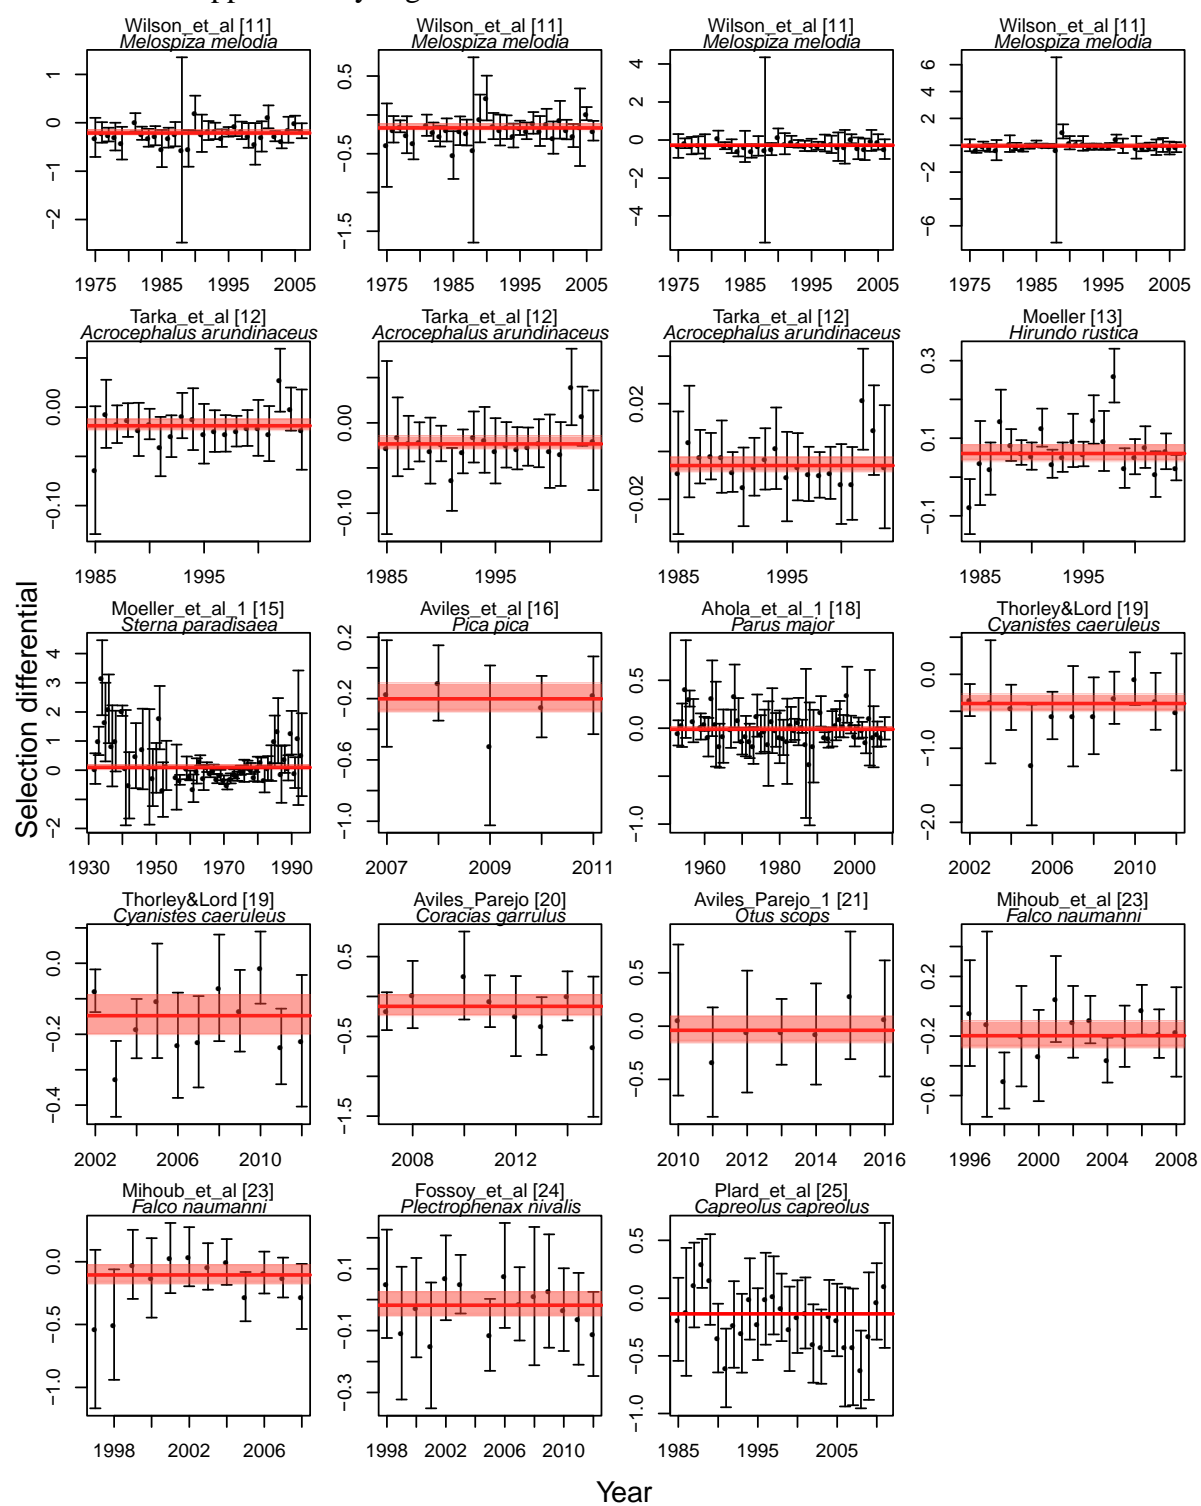 Wilson_et_al [11]
Melospiza melodia
1
0
−1
−2
1975 1985 1995 2005
Wilson_et_al [11]
Melospiza melodia
0.5
−0.5
−1.5
1975 1985 1995 2005
Wilson_et_al [11]
Melospiza melodia
4
2
0
−2
−4
1975 1985 1995 2005
Wilson_et_al [11]
Melospiza melodia
6
4
2
0
−2
−6
1975 1985 1995 2005
Tarka_et_al [12]
Acrocephalus arundinaceus
0.00
−0.10
1985 1995
Tarka_et_al [12]
Acrocephalus arundinaceus
0.00
−0.10
1985 1995
Tarka_et_al [12]
Acrocephalus arundinaceus
0.02
−0.02
1985 1995
Moeller [13]
Hirundo rustica
0.3
0.1
−0.1
1985 1995
Selection differential
Moeller_et_al_1 [15]
Sterna paradisaea
4
3
2
1
0
−2
1930 1950 1970 1990
Aviles_et_al [16]
Pica pica
0.2
−0.2
−0.6
−1.0
2007 2009 2011
Ahola_et_al_1 [18]
Parus major
0.5
0.0
−1.0
1960 1980 2000
Thorley&Lord [19]
Cyanistes caeruleus
0.0
−1.0
−2.0
2002 2006 2010
Thorley&Lord [19]
Cyanistes caeruleus
0.0
−0.2
−0.4
2002 2006 2010
Aviles_Parejo [20]
Coracias garrulus
0.5
−0.5
−1.5
2008 2012
Aviles_Parejo_1 [21]
Otus scops
0.5
0.0
−0.5
2010 2012 2014 2016
Mihoub_et_al [23]
Falco naumanni
0.2
−0.2
−0.6
1996 2000 2004 2008
Mihoub_et_al [23]
Falco naumanni
0.0
−0.5
−1.0
1998 2002 2006
Fossoy_et_al [24]
Plectrophenax nivalis
0.1
−0.1
−0.3
1998 2002 2006 2010
Plard_et_al [25]
Capreolus capreolus
0.5
0.0
−0.5
−1.0
1985 1995 2005
Year